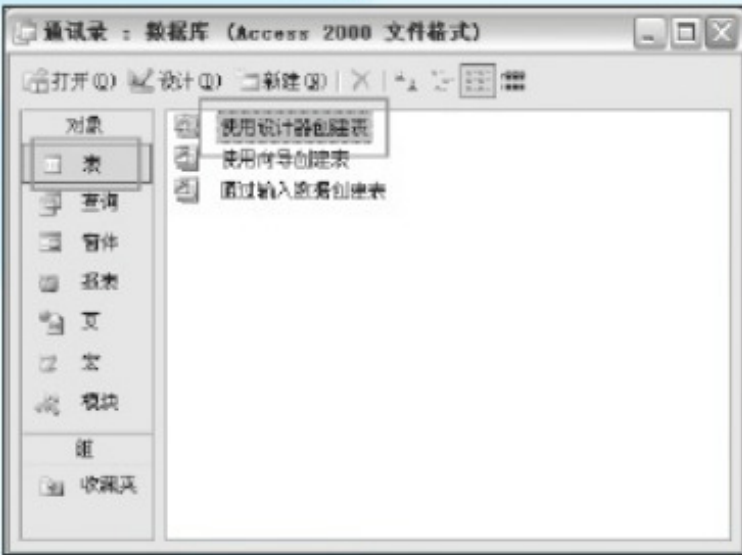 通讯录 : 数据库 (Access 2000 文件格式)
打开(O) 设计(D) 新建(N)
对象
表
查询
窗体
报表
页
宏
模块
组
收藏夹
使用设计器创建表
使用向导创建表
通过输入数据创建表